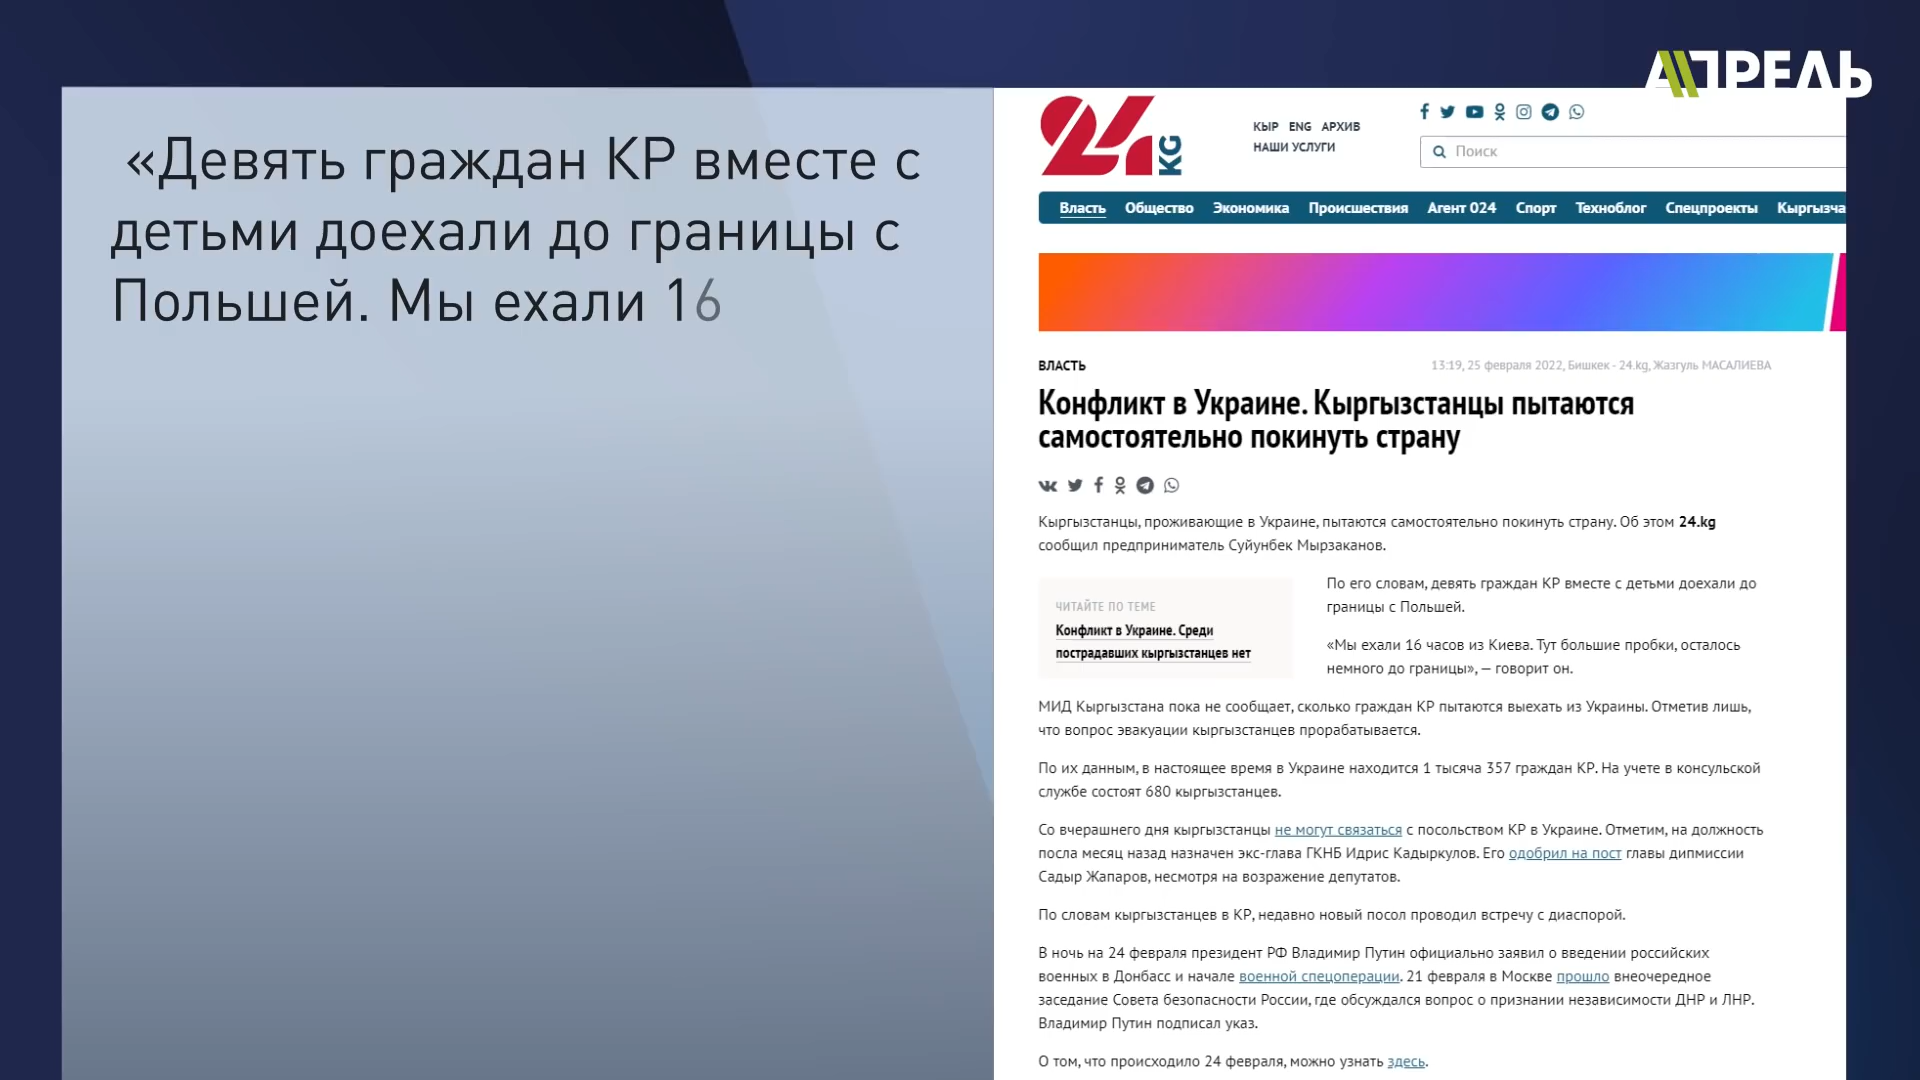 АПРЕЛЬ
«Девять граждан КР вместе с
детьми доехали до границы с
Польшей. Мы ехали 16
24 KG
КЫР ENG АРХИВ
НАШИ УСЛУГИ
Поиск
Власть Общество Экономика Происшествия Агент 024 Спорт Техноблог Спецпроекты Кыргызча
ВЛАСТЬ
13:19, 25 февраля 2022, Бишкек - 24.kg, Жазгуль МАСАЛИЕВА
Конфликт в Украине. Кыргызстанцы пытаются
самостоятельно покинуть страну
Кыргызстанцы, проживающие в Украине, пытаются самостоятельно покинуть страну. Об этом 24.kg
сообщил предприниматель Суйунбек Мырзаканов.
ЧИТАЙТЕ ПО ТЕМЕ
Конфликт в Украине. Среди
пострадавших кыргызстанцев нет
По его словам, девять граждан КР вместе с детьми доехали до
границы с Польшей.
«Мы ехали 16 часов из Киева. Тут большие пробки, осталось
немного до границы», — говорит он.
МИД Кыргызстана пока не сообщает, сколько граждан КР пытаются выехать из Украины. Отметив лишь,
что вопрос эвакуации кыргызстанцев прорабатывается.
По их данным, в настоящее время в Украине находится 1 тысяча 357 граждан КР. На учете в консульской
службе состоят 680 кыргызстанцев.
Со вчерашнего дня кыргызстанцы не могут связаться с посольством КР в Украине. Отметим, на должность
посла месяц назад назначен экс-глава ГКНБ Идрис Кадыркулов. Его одобрил на пост главы дипмиссии
Садыр Жапаров, несмотря на возражение депутатов.
По словам кыргызстанцев в КР, недавно новый посол проводил встречу с диаспорой.
В ночь на 24 февраля президент РФ Владимир Путин официально заявил о введении российских
военных в Донбасс и начале военной спецоперации. 21 февраля в Москве прошло внеочередное
заседание Совета безопасности России, где обсуждался вопрос о признании независимости ДНР и ЛНР.
Владимир Путин подписал указ.
О том, что происходило 24 февраля, можно узнать здесь.